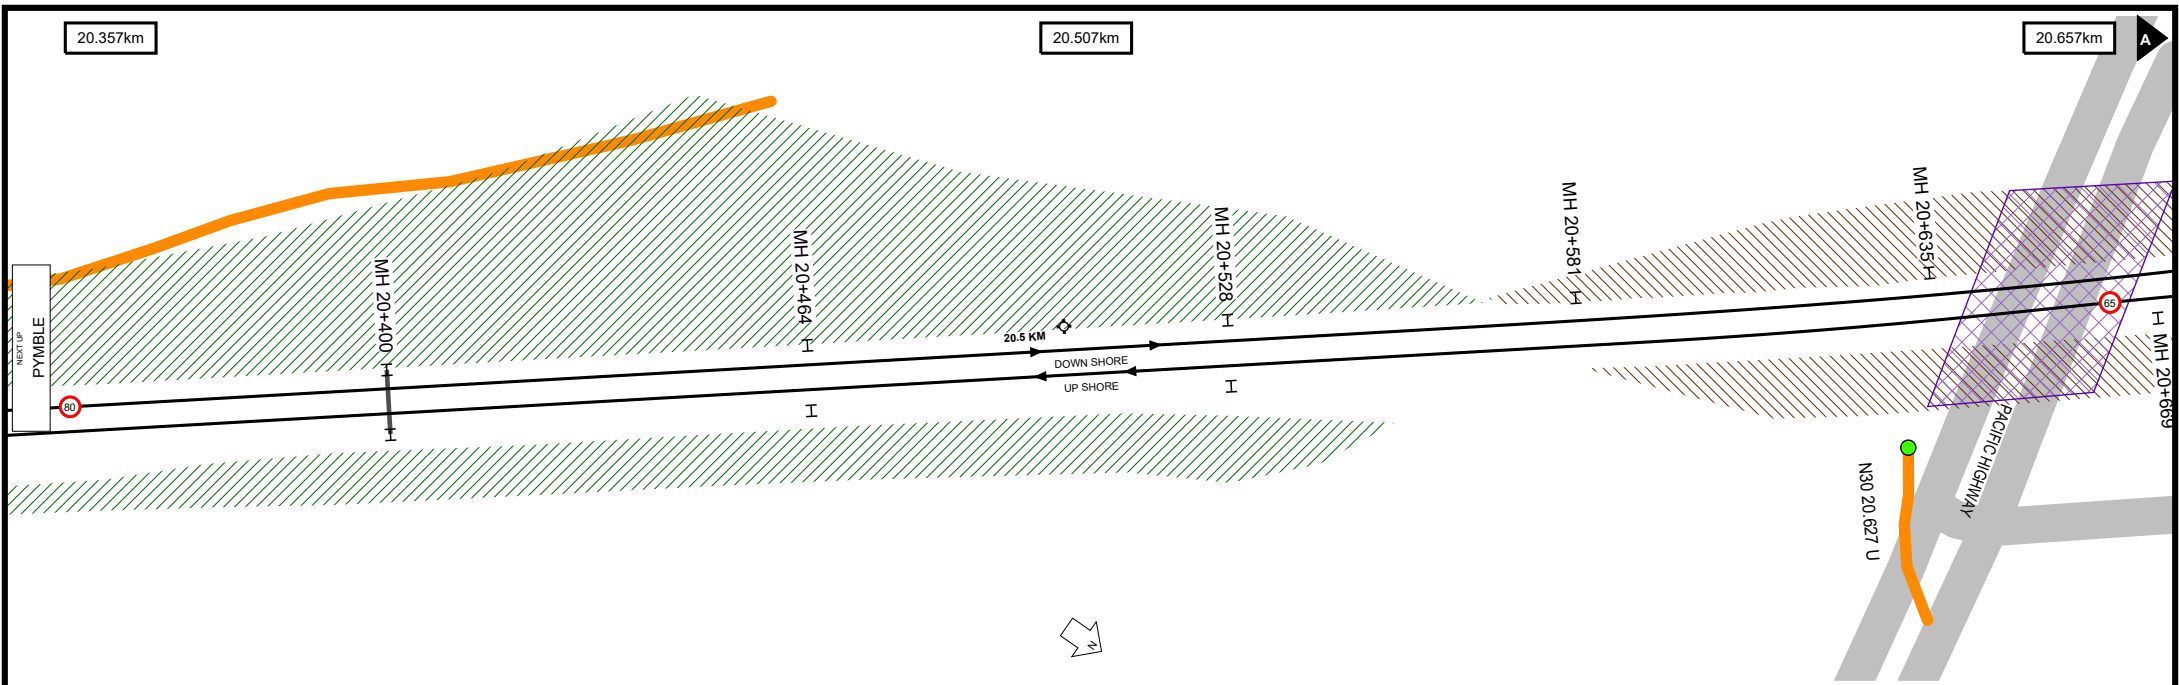 20.357km
20.507km
20.657km
A
NEXT UP
PYMBLE
80
MH 20+400
MH 20+464
20.5 KM
DOWN SHORE
UP SHORE
MH 20+528
MH 20+581
MH 20+635
65
MH 20+669
PACIFIC HIGHWAY
N30 20.627 U
N